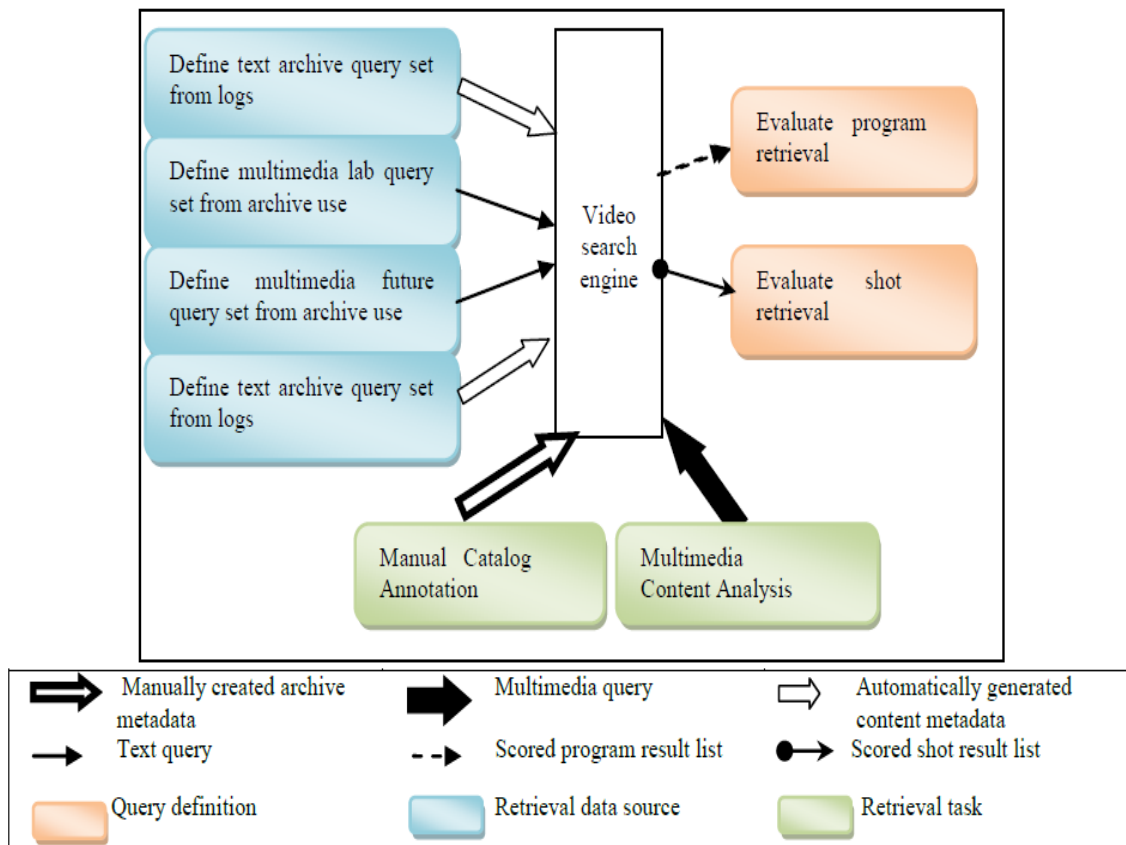 Define text archive query set
from logs
Define multimedia lab query
set from archive use
Define multimedia future
query set from archive use
Define text archive query set
from logs
Video
search
engine
Evaluate program
retrieval
Evaluate shot
retrieval
Manual Catalog
Annotation
Multimedia
Content Analysis
Manually created archive
metadata
Multimedia query
Automatically generated
content metadata
Text query
Scored program result list
Scored shot result list
Query definition
Retrieval data source
Retrieval task